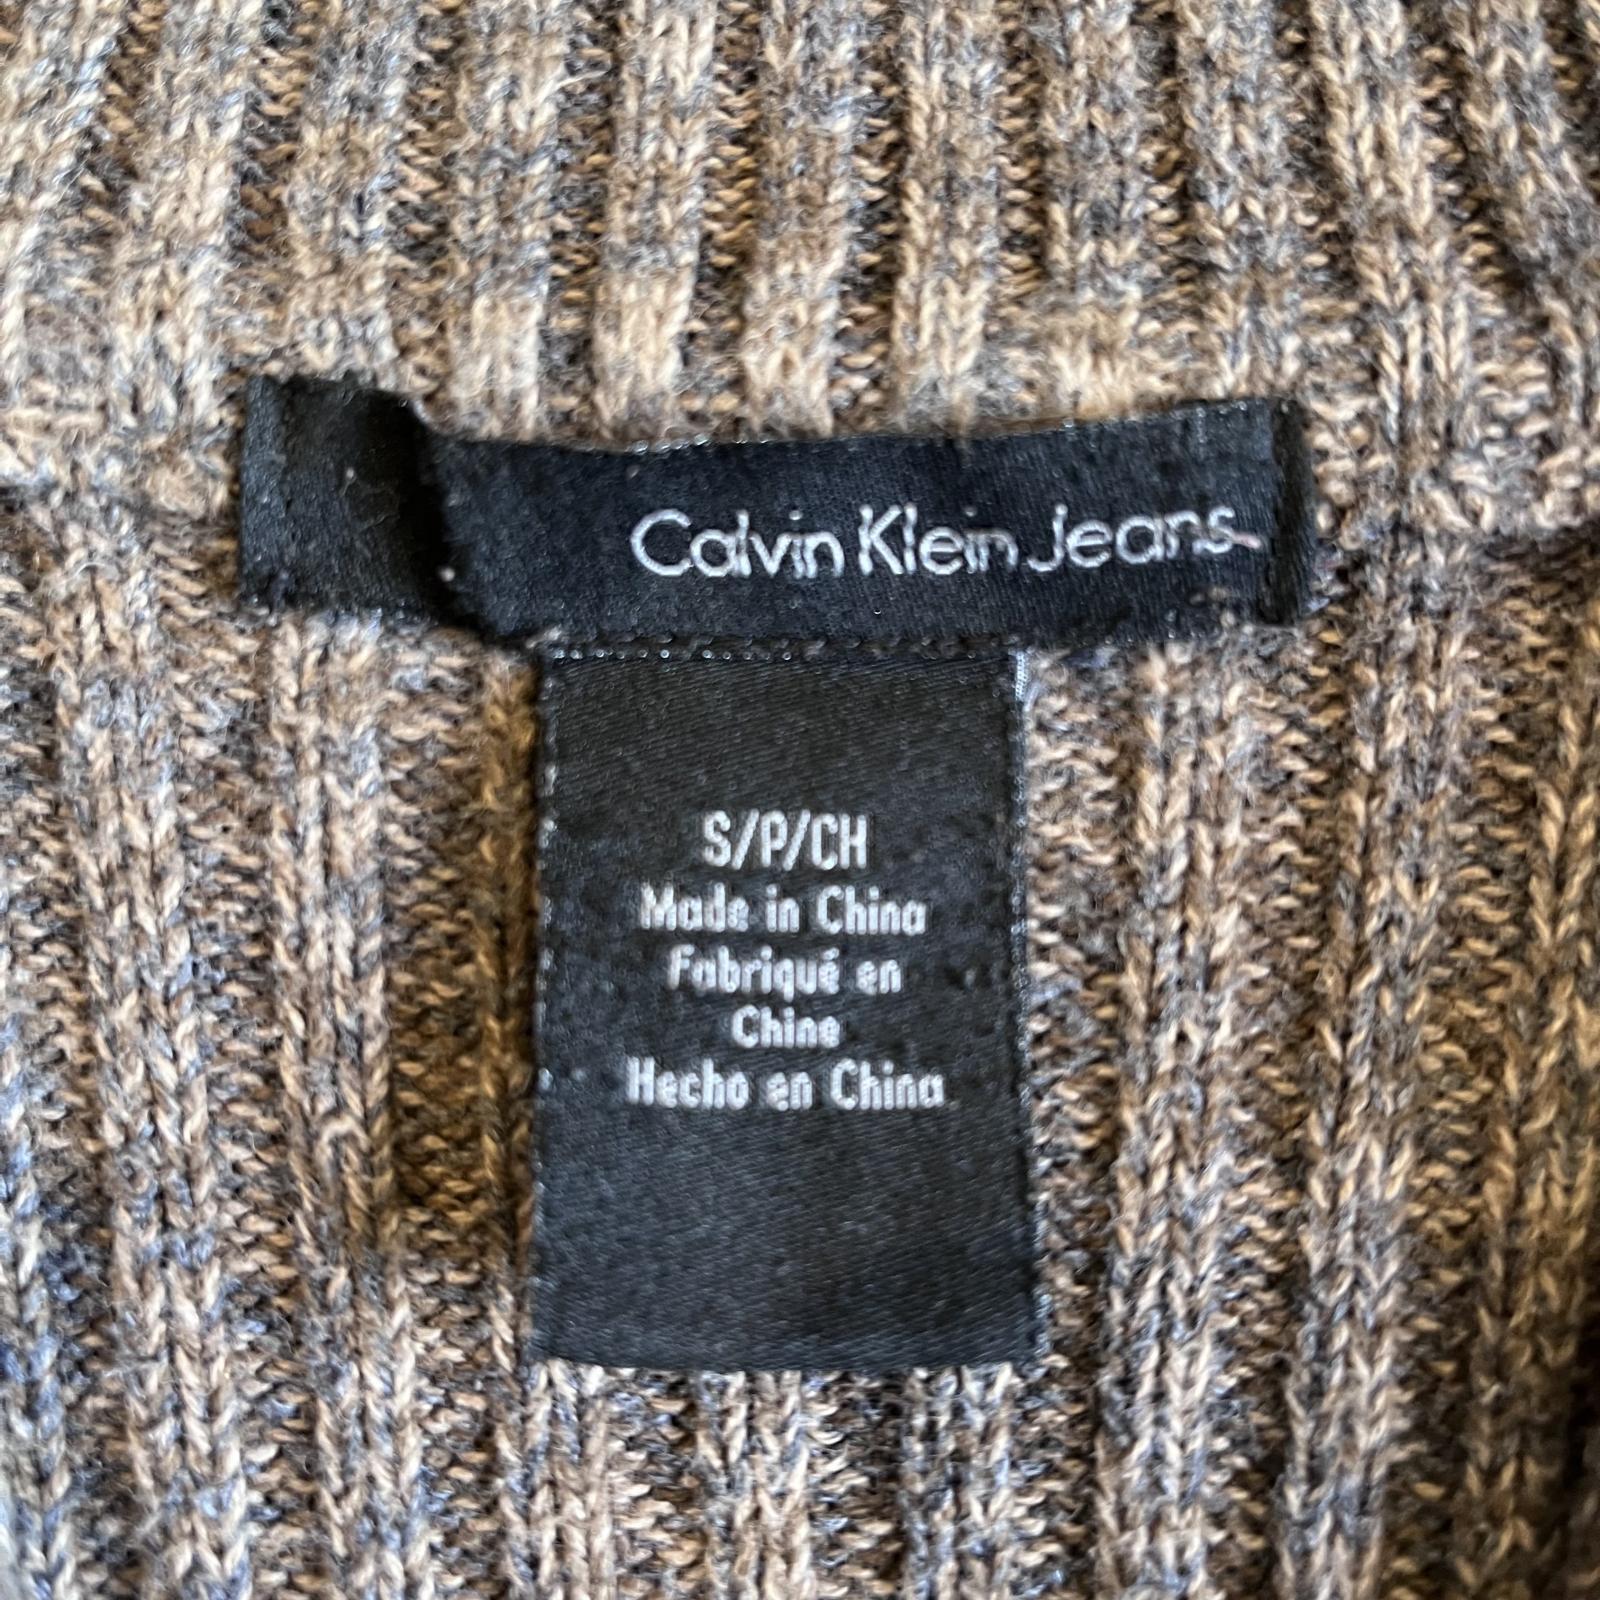 Calvin Klein Jeans
S/P/CH
Made in China
Fabriqué en
Chine
Hecho en China